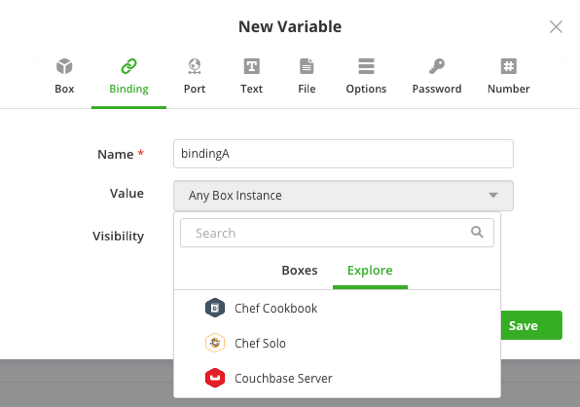 New Variable
Box Binding Port Text File Options Password Number
Name * bindingA
Value Any Box Instance
Visibility Search
Boxes Explore
Chef Cookbook
Chef Solo
Save
Couchbase Server